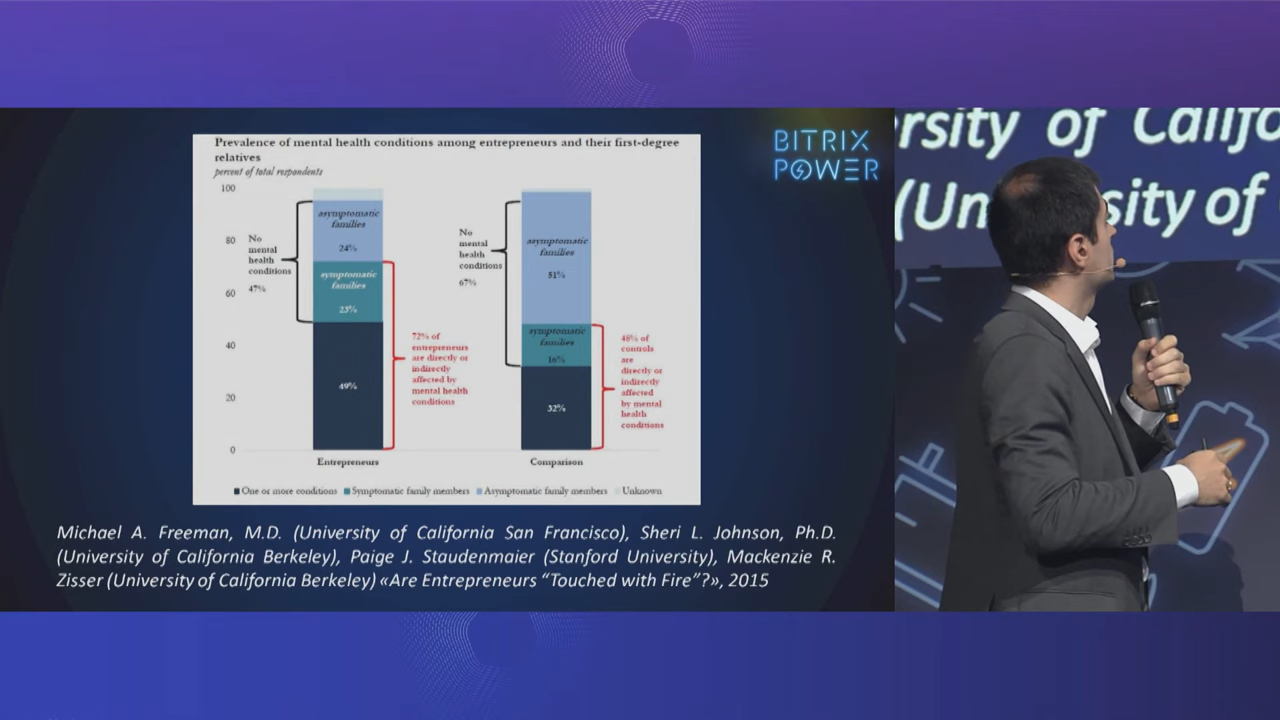 Prevalence of mental health conditions among entrepreneurs and their first-degree
relatives
percent of total respondents
100
80
60
40
20
0
asymptomatic
families
24%
symptomatic
families
23%
49%
No
mental
health
conditions
47%
72% of
entrepreneurs
are directly or
indirectly
affected by
mental health
conditions
Entrepreneurs
No
mental
health
conditions
67%
asymptomatic
families
51%
symptomatic
families
16%
32%
48% of
controls
are
directly or
indirectly
affected
by mental
health
conditions
Comparison
One or more conditions Symptomatic family members Asymptomatic family members Unknown
BITRIX
POWER
Michael A. Freeman, M.D. (University of California San Francisco), Sheri L. Johnson, Ph.D.
(University of California Berkeley), Paige J. Staudenmaier (Stanford University), Mackenzie R.
Zisser (University of California Berkeley) «Are Entrepreneurs “Touched with Fire”?», 2015
rsity of Califo
(Un sity of